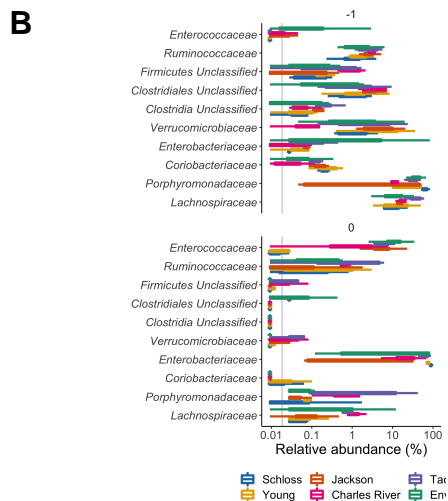 B
-1
Enterococcaceae
Ruminococcaceae
Firmicutes Unclassified
Clostridiales Unclassified
Clostridia Unclassified
Verrucomicrobiaceae
Enterobacteriaceae
Coriobacteriaceae
Porphyromonadaceae
Lachnospiraceae
0
Enterococcaceae
Ruminococcaceae
Firmicutes Unclassified
Clostridiales Unclassified
Clostridia Unclassified
Verrucomicrobiaceae
Enterobacteriaceae
Coriobacteriaceae
Porphyromonadaceae
Lachnospiraceae
0.01 0.1 1 10 100
Relative abundance (%)
Schloss Jackson Tac
Young Charles River Env